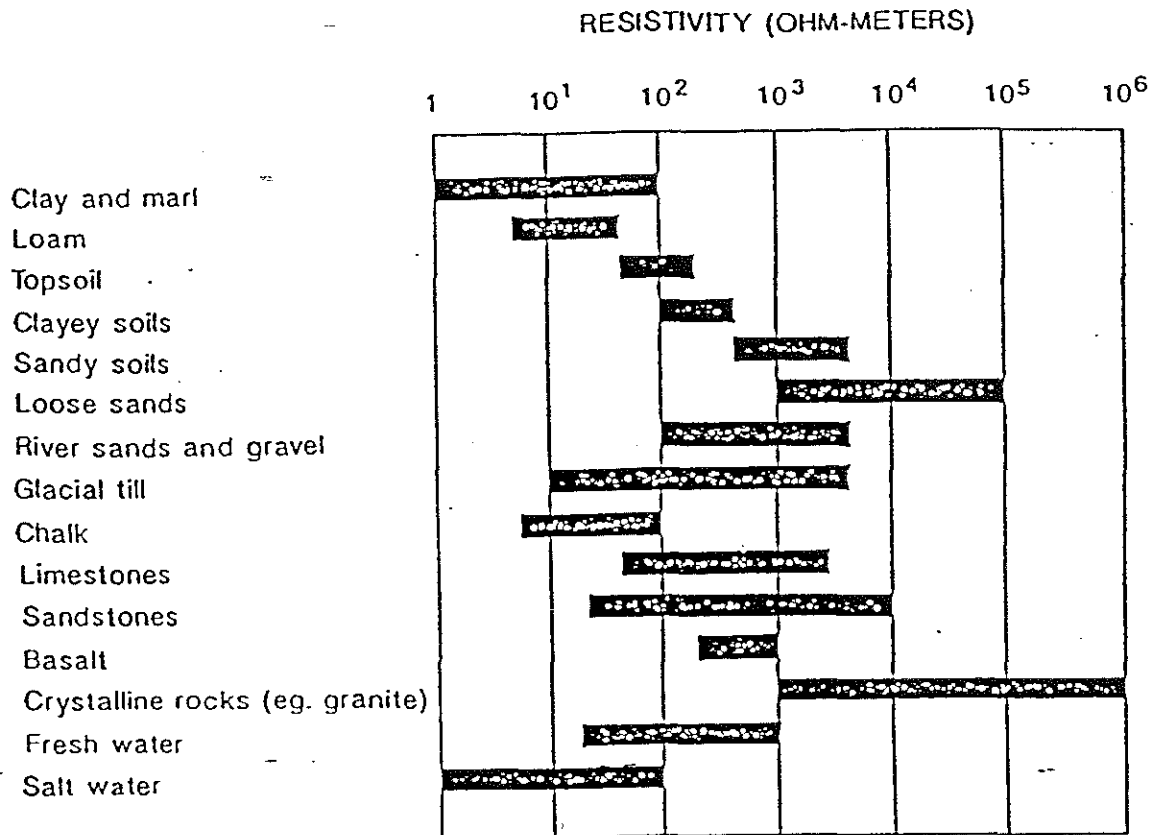 RESISTIVITY (OHM-METERS)
1 10¹ 10² 10³ 10⁴ 10⁵ 10⁶
Clay and marl
Loam
Topsoil
Clayey soils
Sandy soils
Loose sands
River sands and gravel
Glacial till
Chalk
Limestones
Sandstones
Basalt
Crystalline rocks (eg. granite)
Fresh water
Salt water